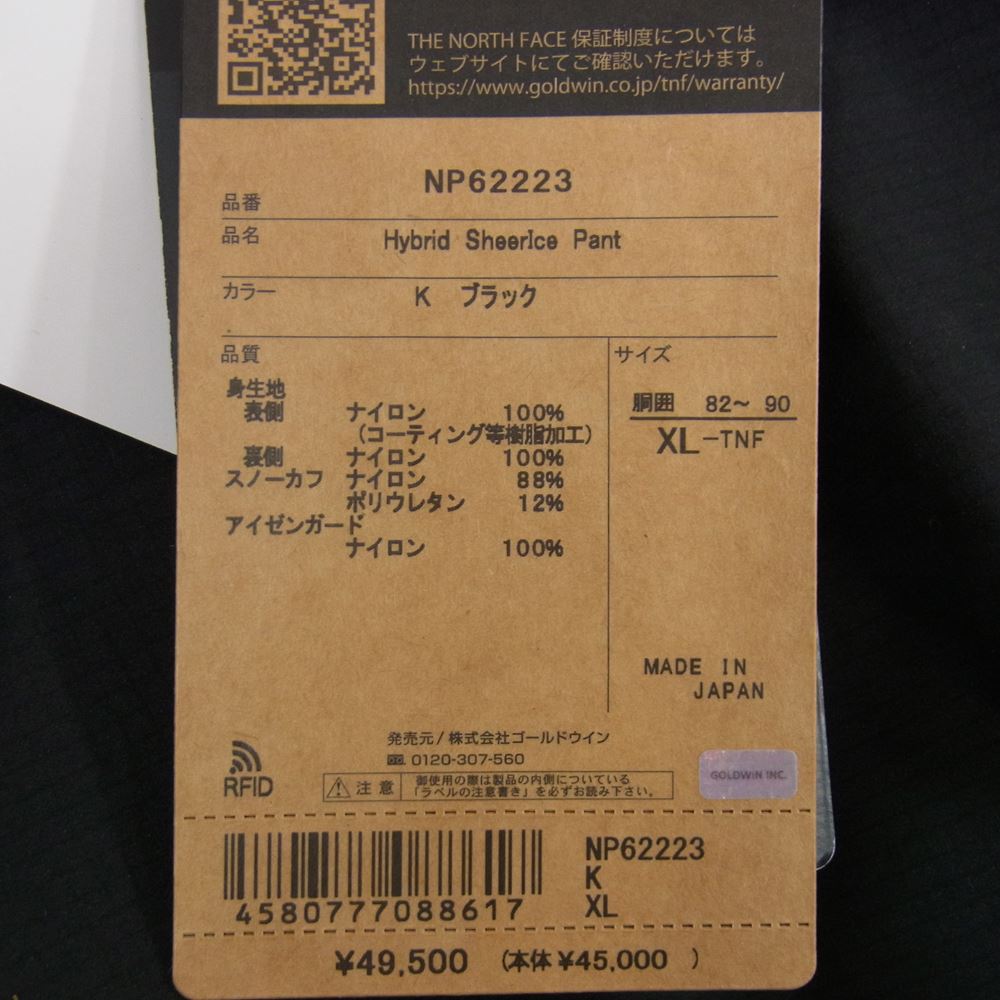 THE NORTH FACE 保証制度については
ウェブサイトにてご確認いただけます。
https://www.goldwin.co.jp/tnf/warranty/
品番 NP62223
品名 Hybrid SheerIce Pant
カラー K ブラック
品質
身生地
表側 ナイロン 100%
(コーティング等樹脂加工)
裏側 ナイロン 100%
スノーカフ ナイロン 88%
ポリウレタン 12%
アイゼンガード
ナイロン 100%
サイズ
胴囲 82~ 90
XL-TNF
MADE IN
JAPAN
発売元/株式会社ゴールドウイン
0120-307-560
RFID
注意 御使用の際は製品の内側についている
「ラベルの注意書き」を必ずお読み下さい。
GOLDWIN INC.
4580777088617
NP62223
K
XL
¥49,500 (本体 ¥45,000 )